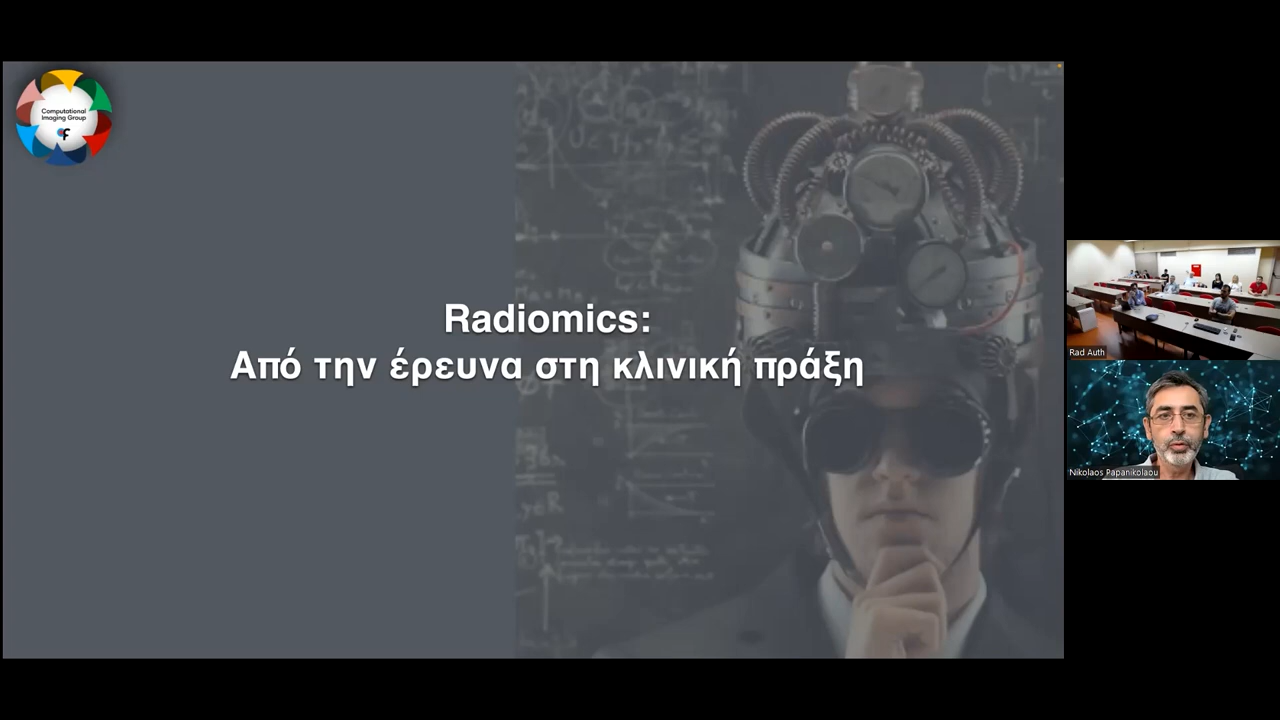 Computational
Imaging Group
Radiomics:
Από την έρευνα στη κλινική πράξη
Rad Auth
Nikolaos Papanikolaou